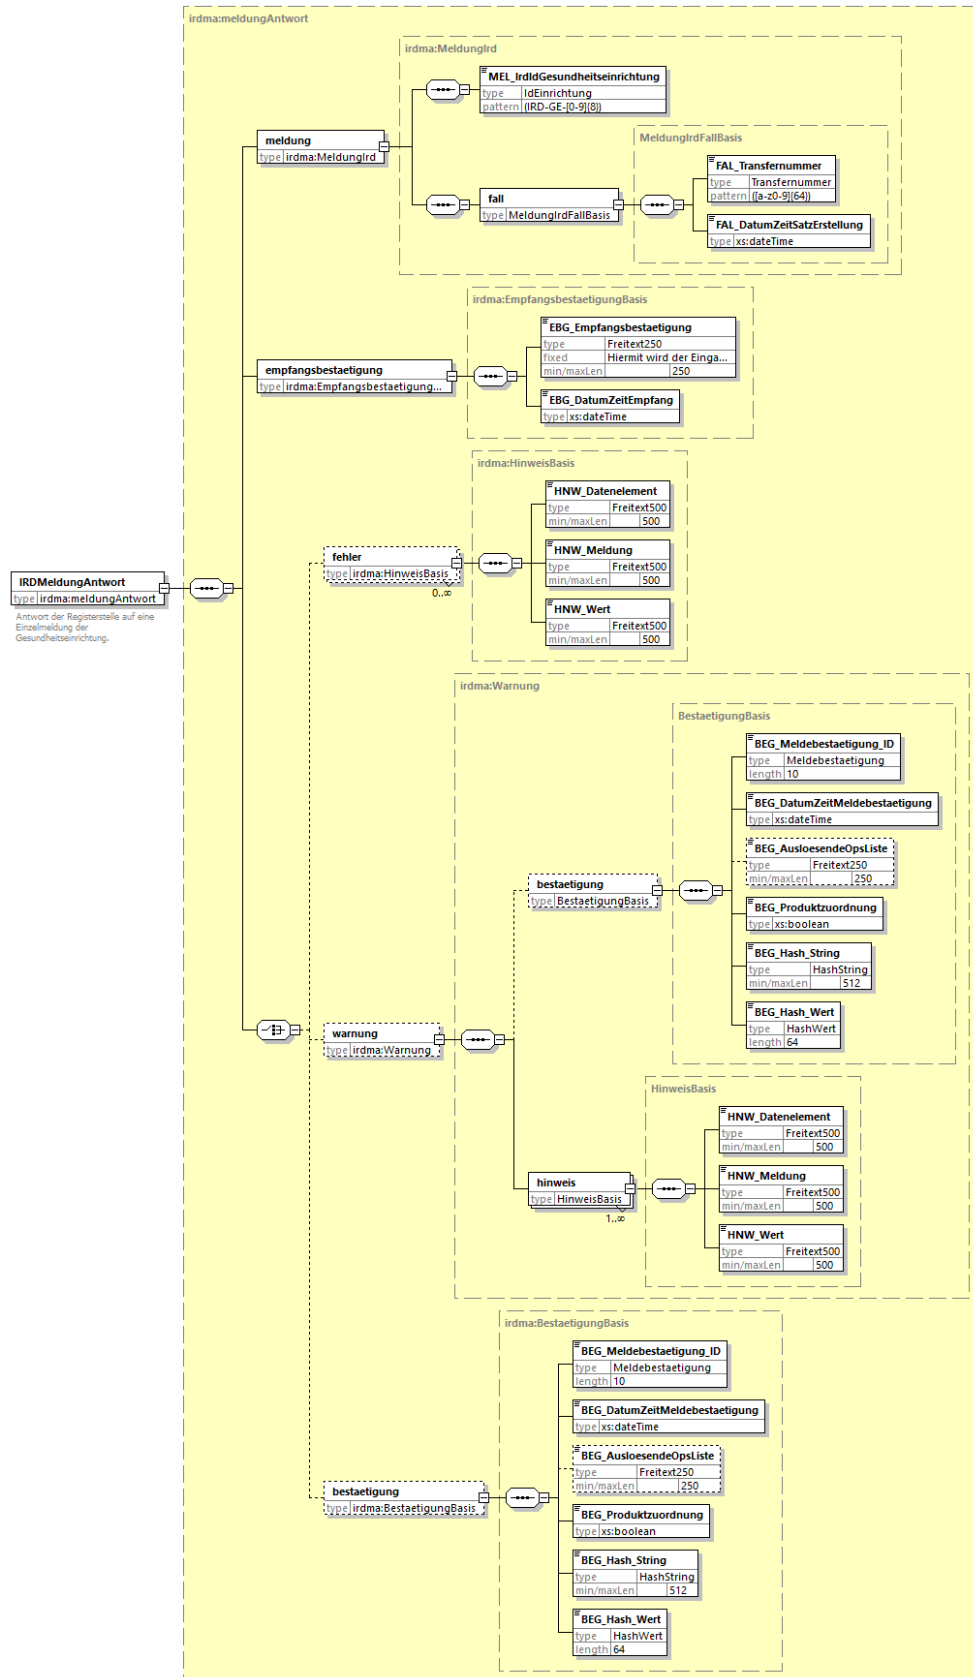 irdma:meldungAntwort
irdma:MeldungIrd
MEL_IrdIdGesundheitseinrichtung
type IdEinrichtung
pattern (IRD-GE-[0-9]{8})
meldung
type irdma:MeldungIrd
MeldungIrdFallBasis
FAL_Transfernummer
type Transfernummer
pattern ([a-z0-9]{64})
fall
type MeldungIrdFallBasis
FAL_DatumZeitSatzErstellung
type xs:dateTime
irdma:EmpfangsbestaetigungBasis
EBG_Empfangsbestaetigung
type Freitext250
fixed Hiermit wird der Einga...
min/maxLen 250
empfangsbestaetigung
type irdma:Empfangsbestaetigung...
EBG_DatumZeitEmpfang
type xs:dateTime
irdma:HinweisBasis
HNW_Datenelement
type Freitext500
min/maxLen 500
fehler
type irdma:HinweisBasis
0..∞
HNW_Meldung
type Freitext500
min/maxLen 500
HNW_Wert
type Freitext500
min/maxLen 500
IRDMeldungAntwort
type irdma:meldungAntwort
Antwort der Registerstelle auf eine
Einzelmeldung der
Gesundheitseinrichtung.
irdma:Warnung
BestaetigungBasis
BEG_Meldebestaetigung_ID
type Meldebestaetigung
length 10
BEG_DatumZeitMeldebestaetigung
type xs:dateTime
BEG_AusloesendeOpsListe
type Freitext250
min/maxLen 250
bestaetigung
type BestaetigungBasis
BEG_Produktzuordnung
type xs:boolean
BEG_Hash_String
type HashString
min/maxLen 512
BEG_Hash_Wert
type HashWert
length 64
warnung
type irdma:Warnung
HinweisBasis
HNW_Datenelement
type Freitext500
min/maxLen 500
hinweis
type HinweisBasis
1..∞
HNW_Meldung
type Freitext500
min/maxLen 500
HNW_Wert
type Freitext500
min/maxLen 500
irdma:BestaetigungBasis
BEG_Meldebestaetigung_ID
type Meldebestaetigung
length 10
BEG_DatumZeitMeldebestaetigung
type xs:dateTime
BEG_AusloesendeOpsListe
type Freitext250
min/maxLen 250
bestaetigung
type irdma:BestaetigungBasis
BEG_Produktzuordnung
type xs:boolean
BEG_Hash_String
type HashString
min/maxLen 512
BEG_Hash_Wert
type HashWert
length 64